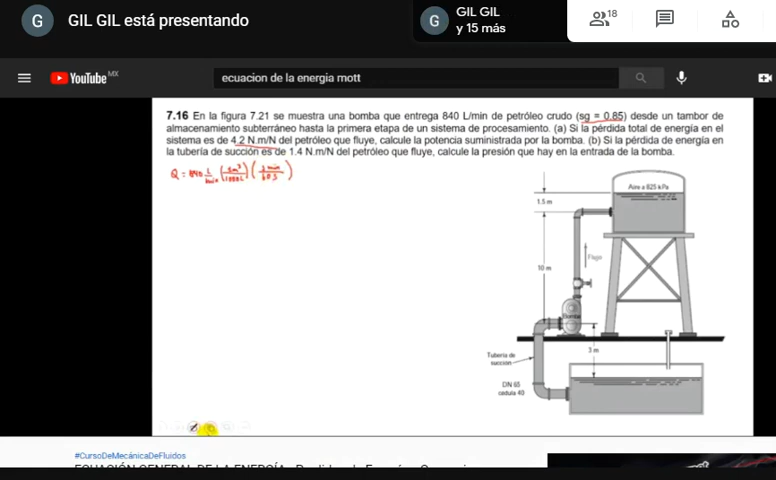 G GIL GIL está presentando
G GIL GIL
y 15 más
18
YouTube MX
ecuacion de la energia mott
7.16 En la figura 7.21 se muestra una bomba que entrega 840 L/min de petróleo crudo (sg = 0.85) desde un tambor de
almacenamiento subterráneo hasta la primera etapa de un sistema de procesamiento. (a) Si la pérdida total de energía en el
sistema es de 4.2 N.m/N del petróleo que fluye, calcule la potencia suministrada por la bomba. (b) Si la pérdida de energía en
la tubería de succión es de 1.4 N.m/N del petróleo que fluye, calcule la presión que hay en la entrada de la bomba.
Q = 840 L/min (1m³/1000L) (1min/60s)
Aire a 825 kPa
1.5 m
Flujo
10 m
Bomba
3 m
Tubería de
succión
DN 65
cédula 40
#CursoDeMecánicaDeFluidos